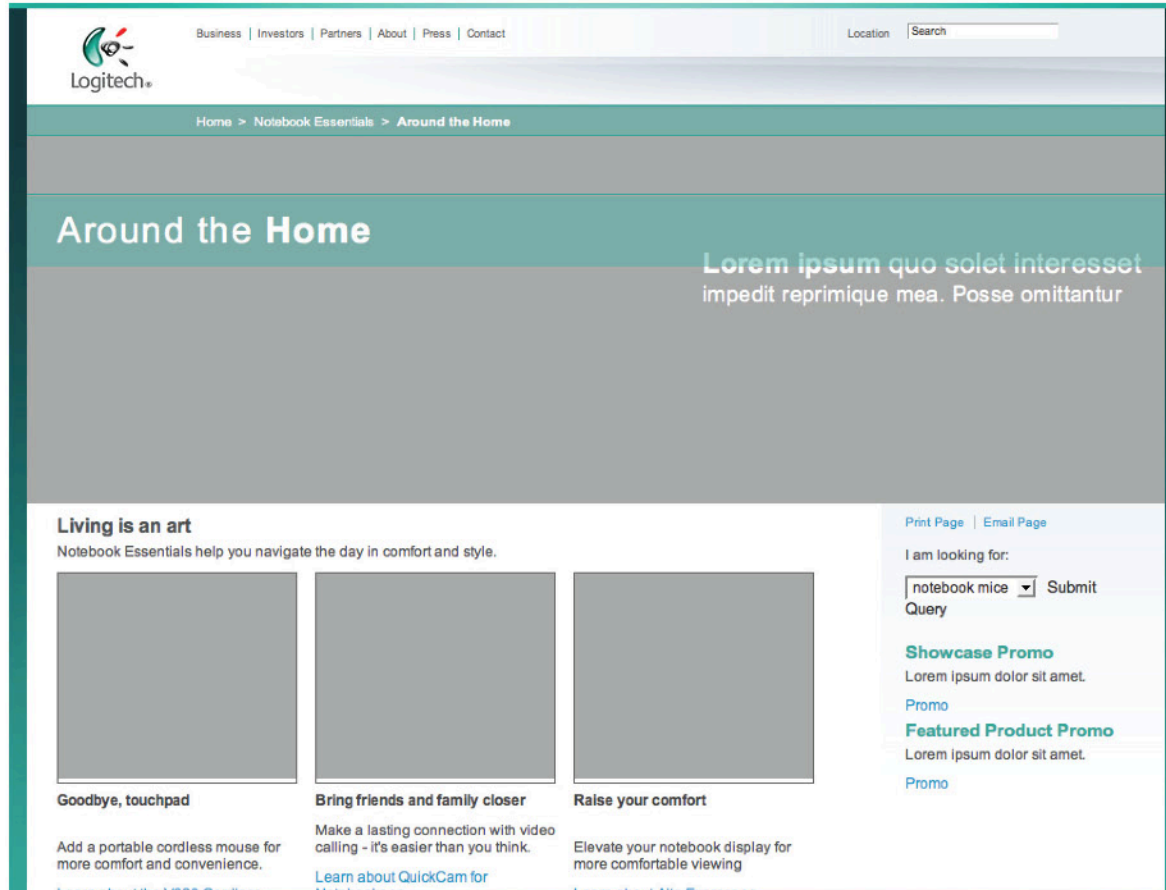 Logitech®
Business | Investors | Partners | About | Press | Contact
Location
Search
Home > Notebook Essentials > Around the Home
Around the Home
Lorem ipsum quo solet interesset
impedit reprimique mea. Posse omittantur
Living is an art
Notebook Essentials help you navigate the day in comfort and style.
Goodbye, touchpad
Add a portable cordless mouse for
more comfort and convenience.
Bring friends and family closer
Make a lasting connection with video
calling - it's easier than you think.
Learn about QuickCam for
Raise your comfort
Elevate your notebook display for
more comfortable viewing
Print Page | Email Page
I am looking for:
notebook mice Submit
Query
Showcase Promo
Lorem ipsum dolor sit amet.
Promo
Featured Product Promo
Lorem ipsum dolor sit amet.
Promo